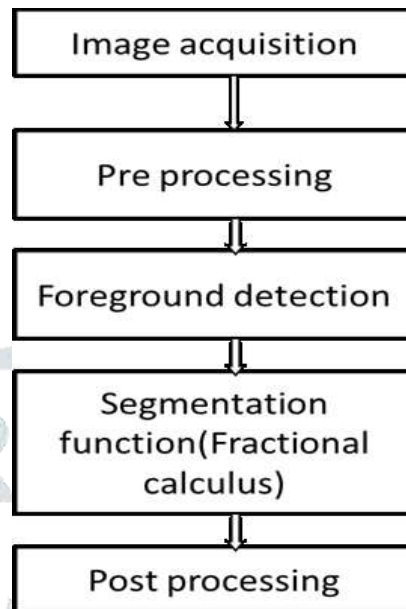 Image acquisition
Pre processing
Foreground detection
Segmentation
function(Fractional
calculus)
Post processing